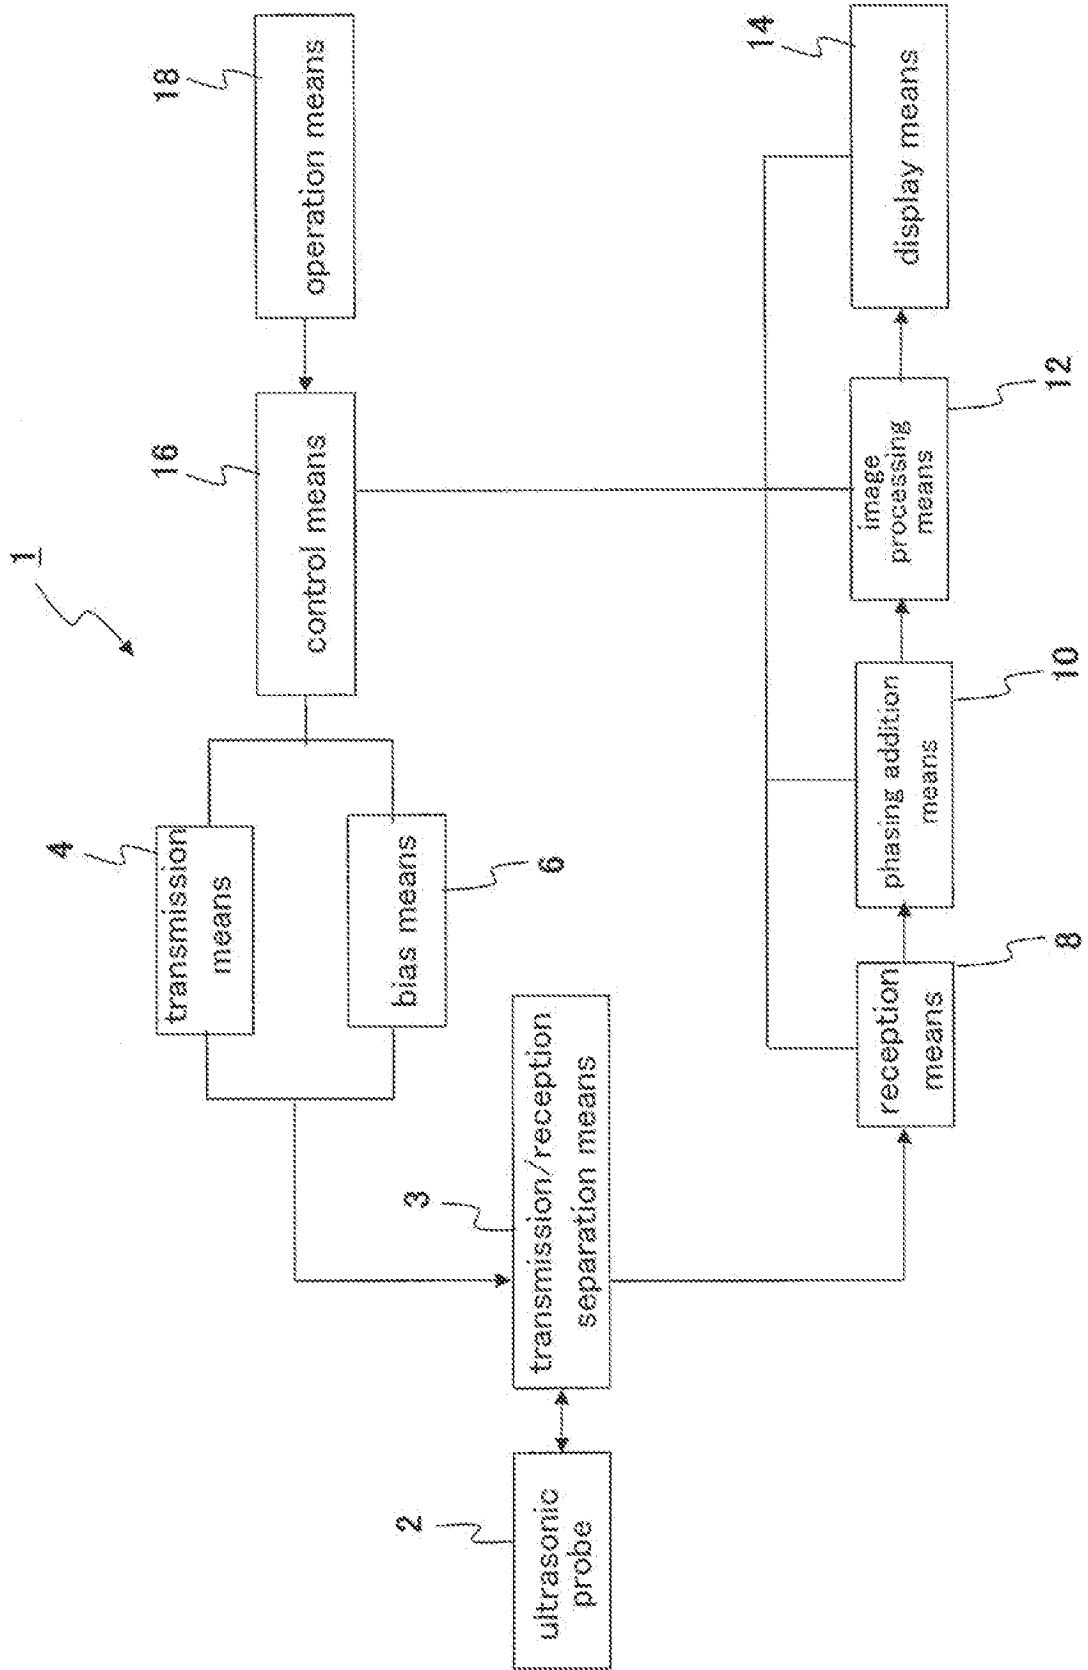 1
2
ultrasonic
probe
3
transmission/reception
separation means
4
transmission
means
6
bias means
16
control means
18
operation means
8
reception
means
10
phasing addition
means
12
image
processing
means
14
display means